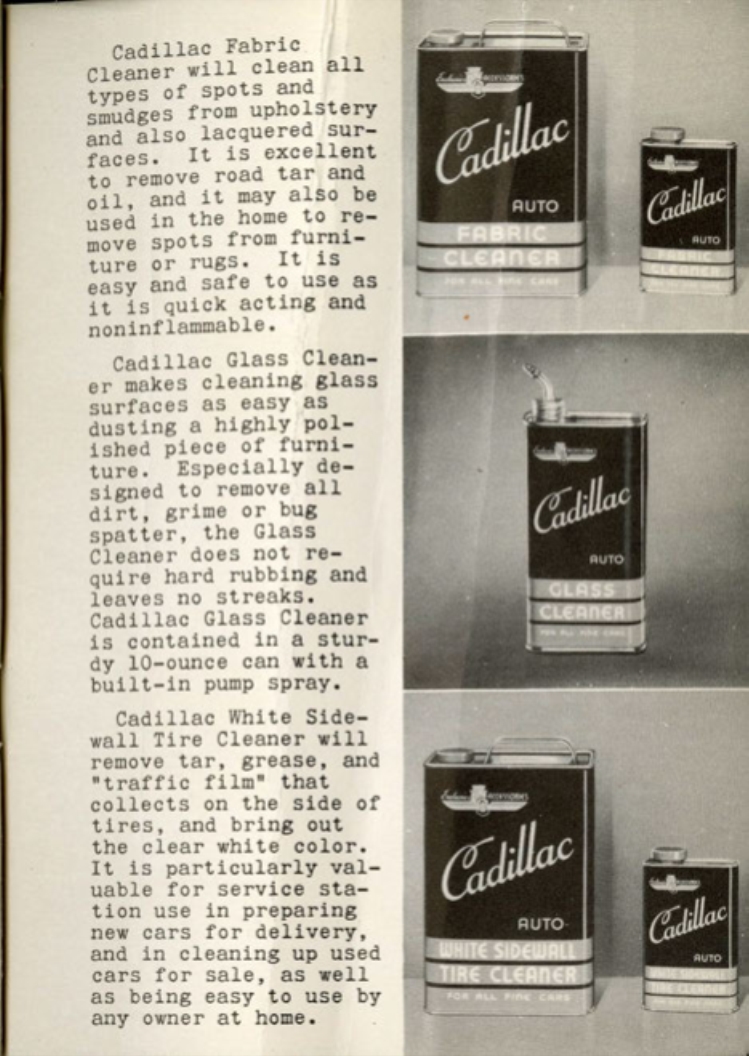 Cadillac Fabric
Cleaner will clean all
types of spots and
smudges from upholstery
and also lacquered sur-
faces. It is excellent
to remove road tar and
oil, and it may also be
used in the home to re-
move spots from furni-
ture or rugs. It is
easy and safe to use as
it is quick acting and
noninflammable.
Cadillac Glass Clean-
er makes cleaning glass
surfaces as easy as
dusting a highly pol-
ished piece of furni-
ture. Especially de-
signed to remove all
dirt, grime or bug
spatter, the Glass
Cleaner does not re-
quire hard rubbing and
leaves no streaks.
Cadillac Glass Cleaner
is contained in a stur-
dy 10-ounce can with a
built-in pump spray.
Cadillac White Side-
wall Tire Cleaner will
remove tar, grease, and
"traffic film" that
collects on the side of
tires, and bring out
the clear white color.
It is particularly val-
uable for service sta-
tion use in preparing
new cars for delivery,
and in cleaning up used
cars for sale, as well
as being easy to use by
any owner at home.
Cadillac
AUTO
FABRIC
CLEANER
FOR ALL FINE CARS
Cadillac
AUTO
FABRIC
CLEANER
Cadillac
AUTO
GLASS
CLEANER
FOR ALL FINE CARS
Cadillac
AUTO
WHITE SIDEWALL
TIRE CLEANER
FOR ALL FINE CARS
Cadillac
AUTO
WHITE SIDEWALL
TIRE CLEANER